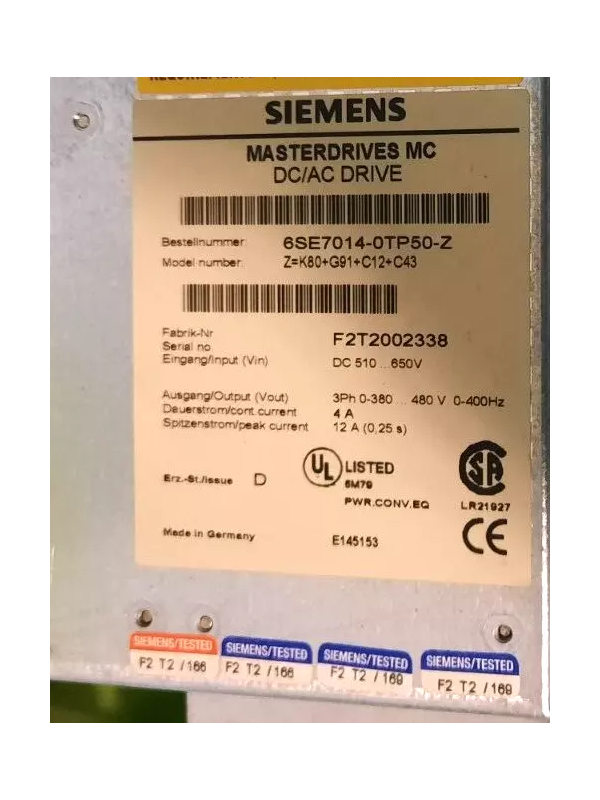 SIEMENS
MASTERDRIVES MC
DC/AC DRIVE
Bestellnummer: 6SE7014-0TP50-Z
Model number: Z=K80+G91+C12+C43
Fabrik-Nr
Serial no F2T2002338
Eingang/Input (Vin) DC 510 ...650V
Ausgang/Output (Vout) 3Ph 0-380 ... 480 V 0-400Hz
Dauerstrom/cont.current 4 A
Spitzenstrom/peak current 12 A (0,25 s)
UL LISTED
6M79
PWR.CONV.EQ
Erz.-St./issue D
SA
LR21927
Made in Germany E145153
CE
SIEMENS/TESTED SIEMENS/TESTED SIEMENS/TESTED SIEMENS/TESTED
F2 T2 /166 F2 T2 /166 F2 T2 /169 F2 T2 /169